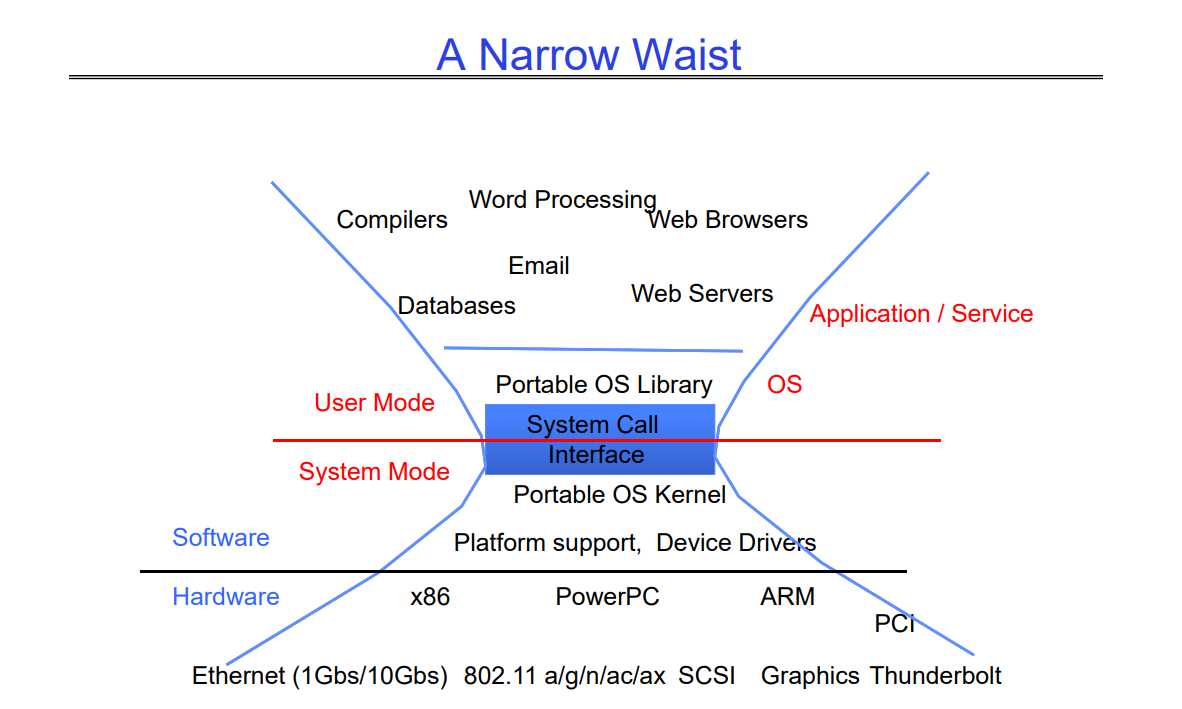 A Narrow Waist
Word Processing
Compilers
Web Browsers
Email
Web Servers
Databases
Application / Service
Portable OS Library
OS
User Mode
System Call
Interface
System Mode
Portable OS Kernel
Software
Platform support, Device Drivers
Hardware
x86
PowerPC
ARM
PCI
Ethernet (1Gbs/10Gbs)
802.11 a/g/n/ac/ax
SCSI
Graphics
Thunderbolt